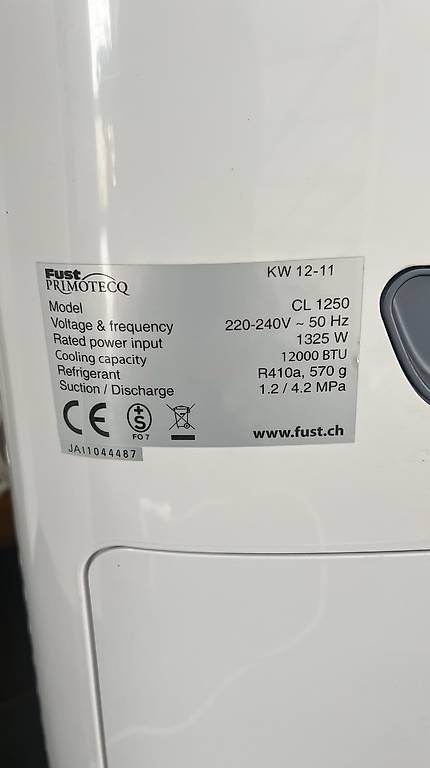 Fust
PRIMOTECQ
KW 12-11
Model CL 1250
Voltage & frequency 220-240V ~ 50 Hz
Rated power input 1325 W
Cooling capacity 12000 BTU
Refrigerant R410a, 570 g
Suction / Discharge 1.2 / 4.2 MPa
CE
+S
FO 7
www.fust.ch
JAI1044487